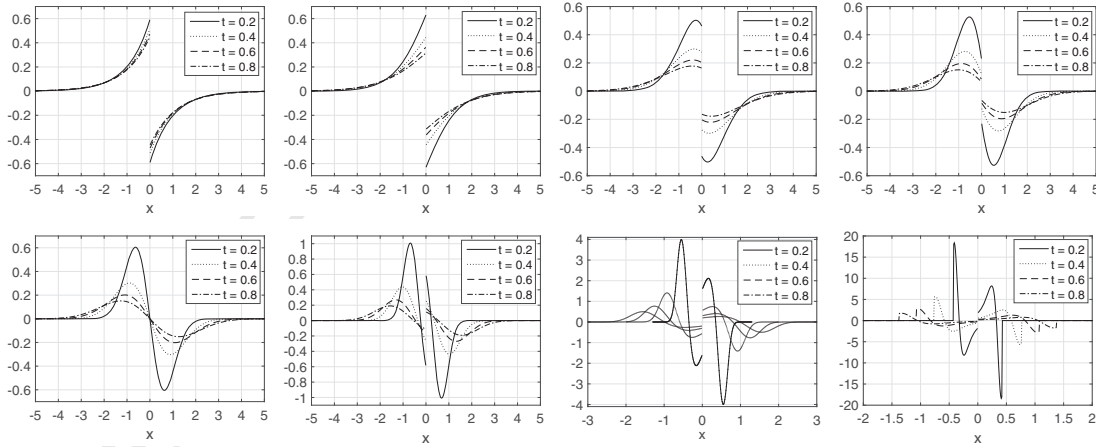 0.6
0.4
0.2
0
-0.2
-0.4
-0.6
-5 -4 -3 -2 -1 0 1 2 3 4 5
x
t = 0.2
t = 0.4
t = 0.6
t = 0.8
0.6
0.4
0.2
0
-0.2
-0.4
-0.6
-5 -4 -3 -2 -1 0 1 2 3 4 5
x
t = 0.2
t = 0.4
t = 0.6
t = 0.8
0.6
0.4
0.2
0
-0.2
-0.4
0.6
-5 -4 -3 -2 -1 0 1 2 3 4 5
x
t = 0.2
t = 0.4
t = 0.6
t = 0.8
0.6
0.4
0.2
0
-0.2
-0.4
0.6
-5 -4 -3 -2 -1 0 1 2 3 4 5
x
t = 0.2
t = 0.4
t = 0.6
t = 0.8
0.6
0.4
0.2
0
-0.2
-0.4
-0.6
-5 -4 -3 -2 -1 0 1 2 3 4 5
x
t = 0.2
t = 0.4
t = 0.6
t = 0.8
1
0.8
0.6
0.4
0.2
0
-0.2
-0.4
-0.6
-0.8
-1
-5 -4 -3 -2 -1 0 1 2 3 4 5
x
t = 0.2
t = 0.4
t = 0.6
t = 0.8
4
3
2
1
0
-1
-2
-3
-4
-3 -2 -1 0 1 2 3
x
t = 0.2
t = 0.4
t = 0.6
t = 0.8
20
15
10
5
0
-5
-10
-15
-20
-2 -1.5 -1 -0.5 0 0.5 1 1.5 2
x
t = 0.2
t = 0.4
t = 0.6
t = 0.8